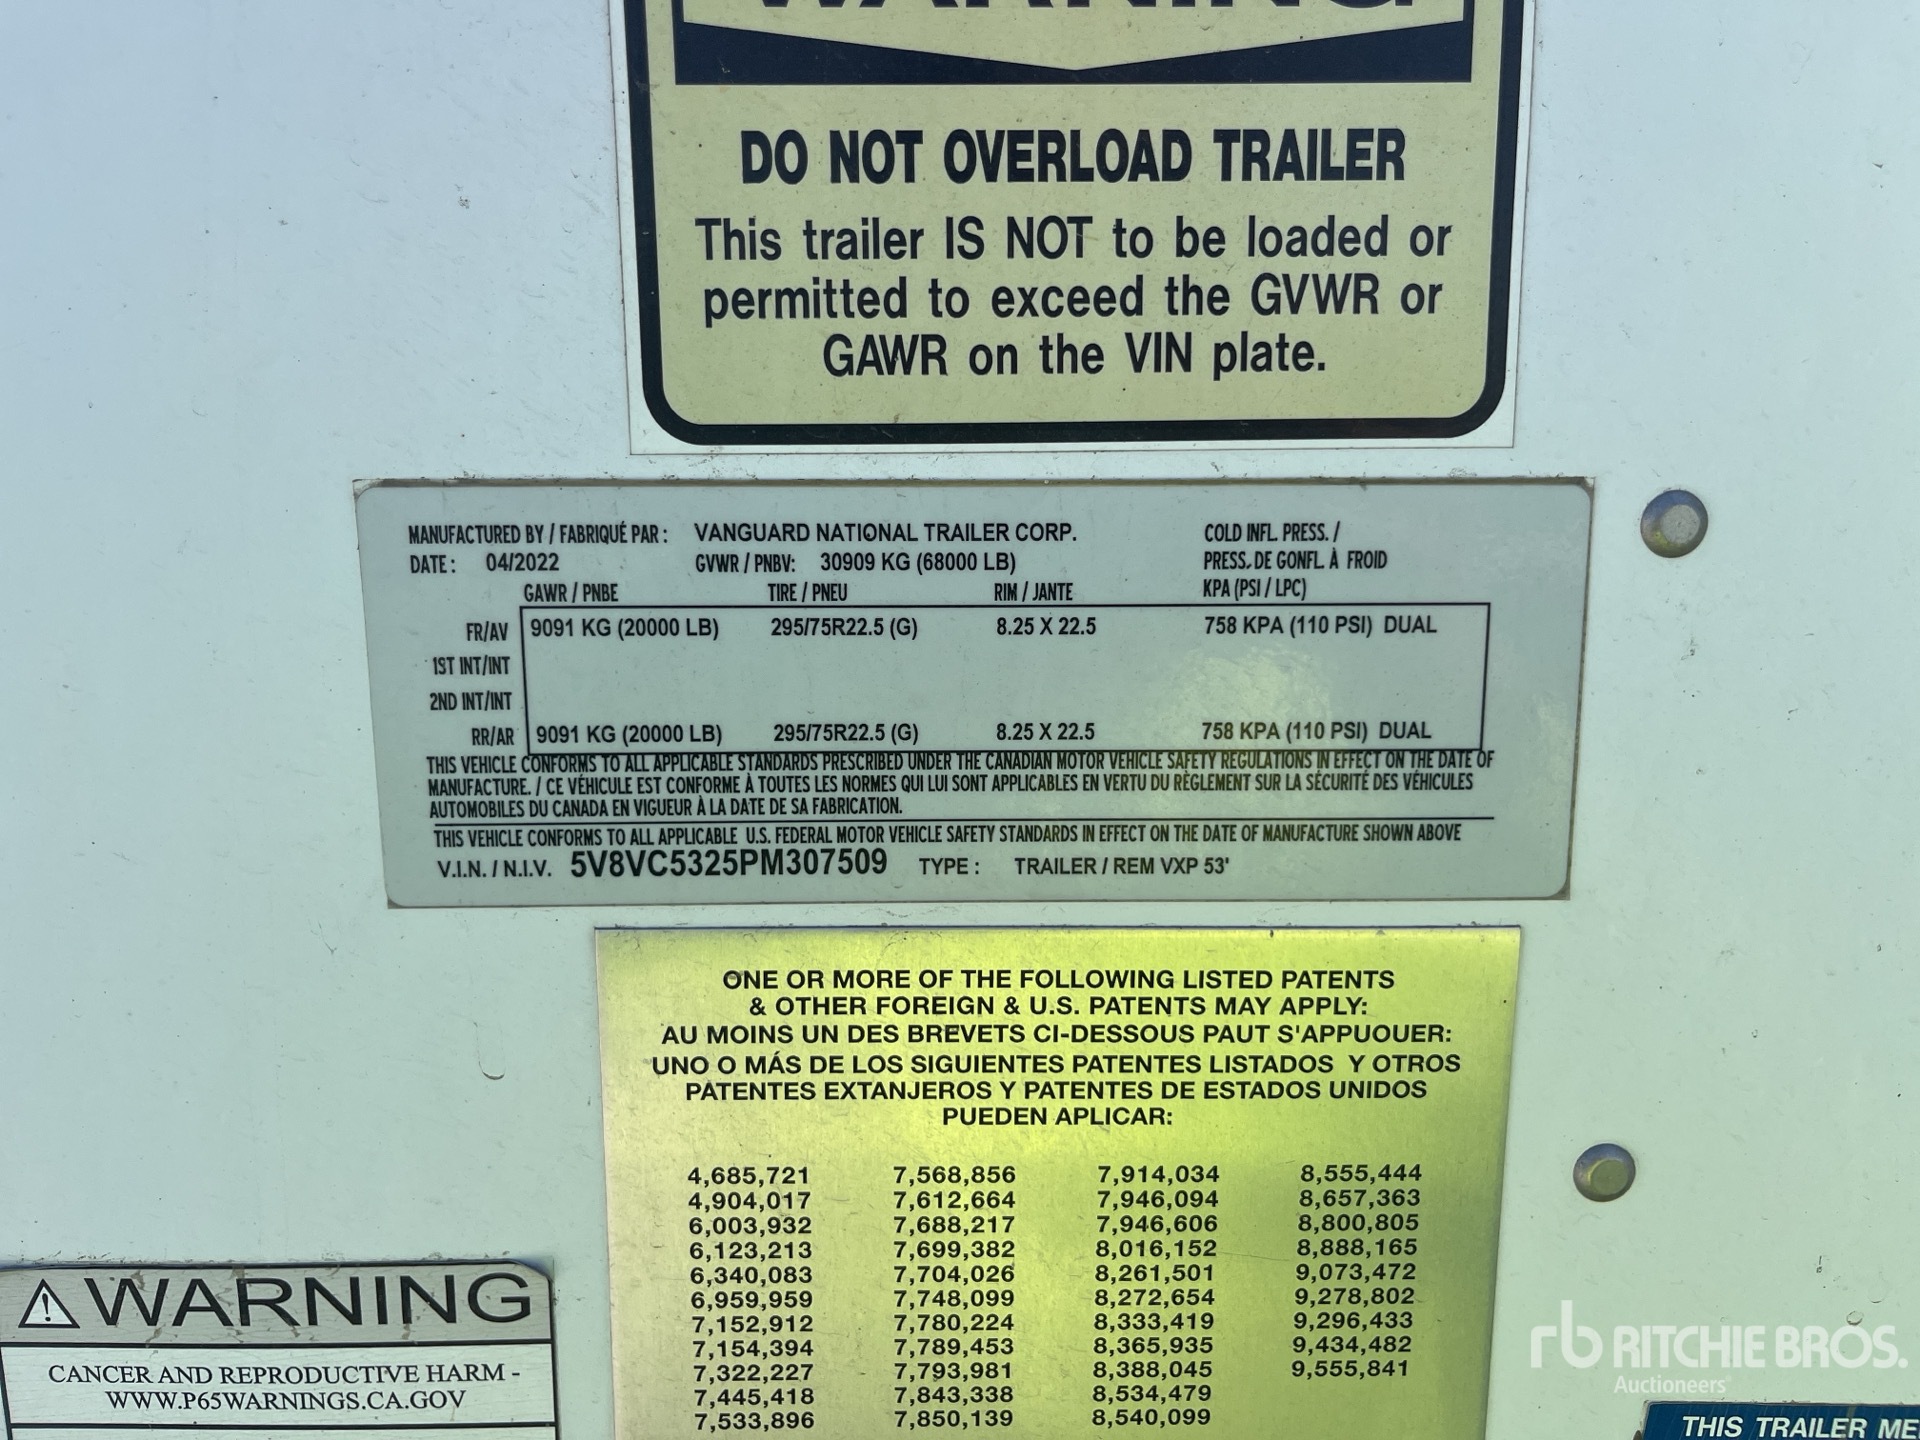 WARNING
DO NOT OVERLOAD TRAILER
This trailer IS NOT to be loaded or
permitted to exceed the GVWR or
GAWR on the VIN plate.
MANUFACTURED BY / FABRIQUÉ PAR : VANGUARD NATIONAL TRAILER CORP. COLD INFL. PRESS. /
DATE : 04/2022 GVWR / PNBV: 30909 KG (68000 LB) PRESS. DE GONFL. À FROID
GAWR / PNBE TIRE / PNEU RIM / JANTE KPA (PSI / LPC)
FR/AV 9091 KG (20000 LB) 295/75R22.5 (G) 8.25 X 22.5 758 KPA (110 PSI) DUAL
1ST INT/INT
2ND INT/INT
RR/AR 9091 KG (20000 LB) 295/75R22.5 (G) 8.25 X 22.5 758 KPA (110 PSI) DUAL
THIS VEHICLE CONFORMS TO ALL APPLICABLE STANDARDS PRESCRIBED UNDER THE CANADIAN MOTOR VEHICLE SAFETY REGULATIONS IN EFFECT ON THE DATE OF
MANUFACTURE. / CE VÉHICULE EST CONFORME À TOUTES LES NORMES QUI LUI SONT APPLICABLES EN VERTU DU RÈGLEMENT SUR LA SÉCURITÉ DES VÉHICULES
AUTOMOBILES DU CANADA EN VIGUEUR À LA DATE DE SA FABRICATION.
THIS VEHICLE CONFORMS TO ALL APPLICABLE U.S. FEDERAL MOTOR VEHICLE SAFETY STANDARDS IN EFFECT ON THE DATE OF MANUFACTURE SHOWN ABOVE
V.I.N. / N.I.V. 5V8VC5325PM307509 TYPE : TRAILER / REM VXP 53'
ONE OR MORE OF THE FOLLOWING LISTED PATENTS
& OTHER FOREIGN & U.S. PATENTS MAY APPLY:
AU MOINS UN DES BREVETS CI-DESSOUS PAUT S'APPUOUER:
UNO O MÁS DE LOS SIGUIENTES PATENTES LISTADOS Y OTROS
PATENTES EXTANJEROS Y PATENTES DE ESTADOS UNIDOS
PUEDEN APLICAR:
4,685,721 7,568,856 7,914,034 8,555,444
4,904,017 7,612,664 7,946,094 8,657,363
6,003,932 7,688,217 7,946,606 8,800,805
6,123,213 7,699,382 8,016,152 8,888,165
6,340,083 7,704,026 8,261,501 9,073,472
6,959,959 7,748,099 8,272,654 9,278,802
7,152,912 7,780,224 8,333,419 9,296,433
7,154,394 7,789,453 8,365,935 9,434,482
7,322,227 7,793,981 8,388,045 9,555,841
7,445,418 7,843,338 8,534,479
7,533,896 7,850,139 8,540,099
WARNING
CANCER AND REPRODUCTIVE HARM -
WWW.P65WARNINGS.CA.GOV
rb RITCHIE BROS.
Auctioneers
THIS TRAILER ME